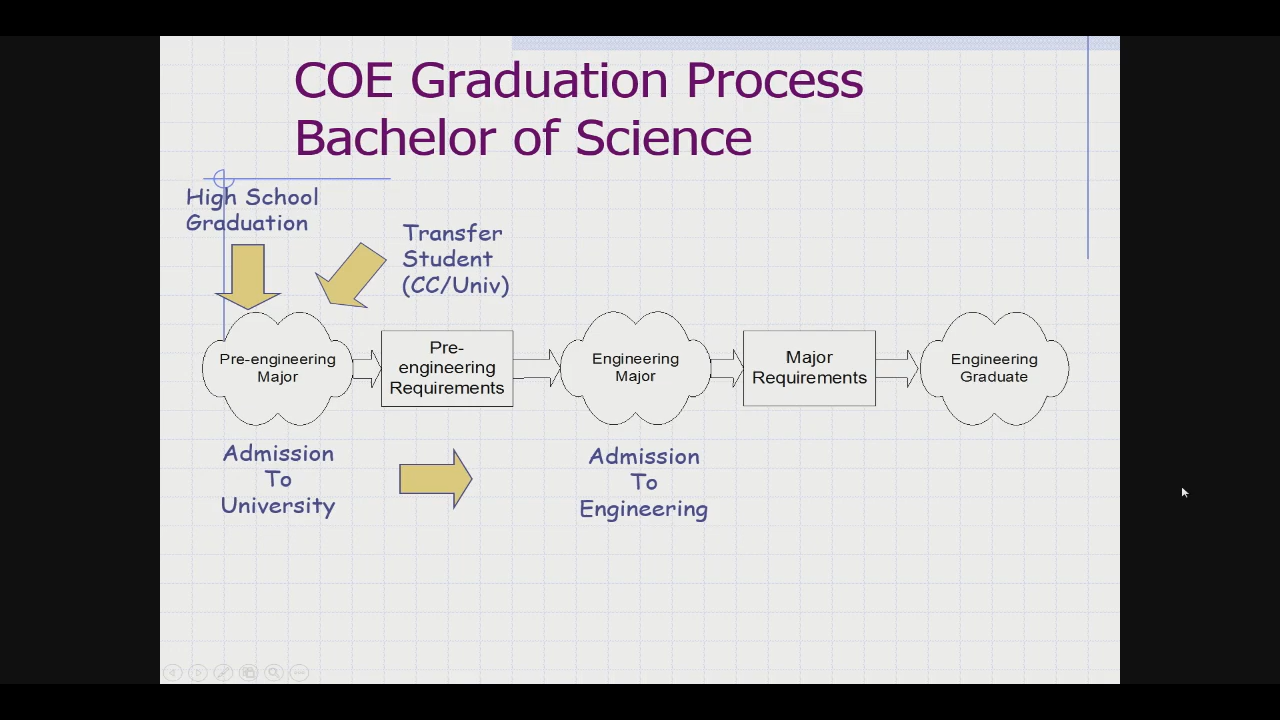 COE Graduation Process
Bachelor of Science
High School
Graduation
Transfer
Student
(CC/Univ)
Pre-engineering
Major
Pre-
engineering
Requirements
Engineering
Major
Major
Requirements
Engineering
Graduate
Admission
To
University
Admission
To
Engineering